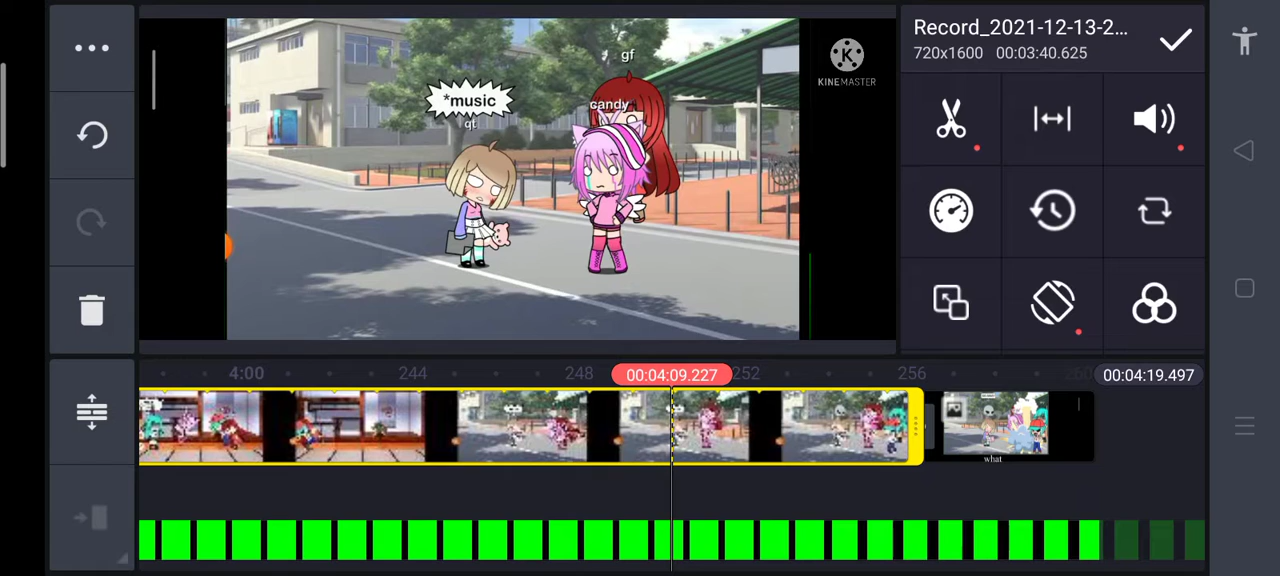 Record_2021-12-13-2...
720x1600 00:03:40.625
gf
candy
*music
qt
K
KINEMASTER
4:00
244
248
00:04:09.227
252
256
00:04:19.497
what